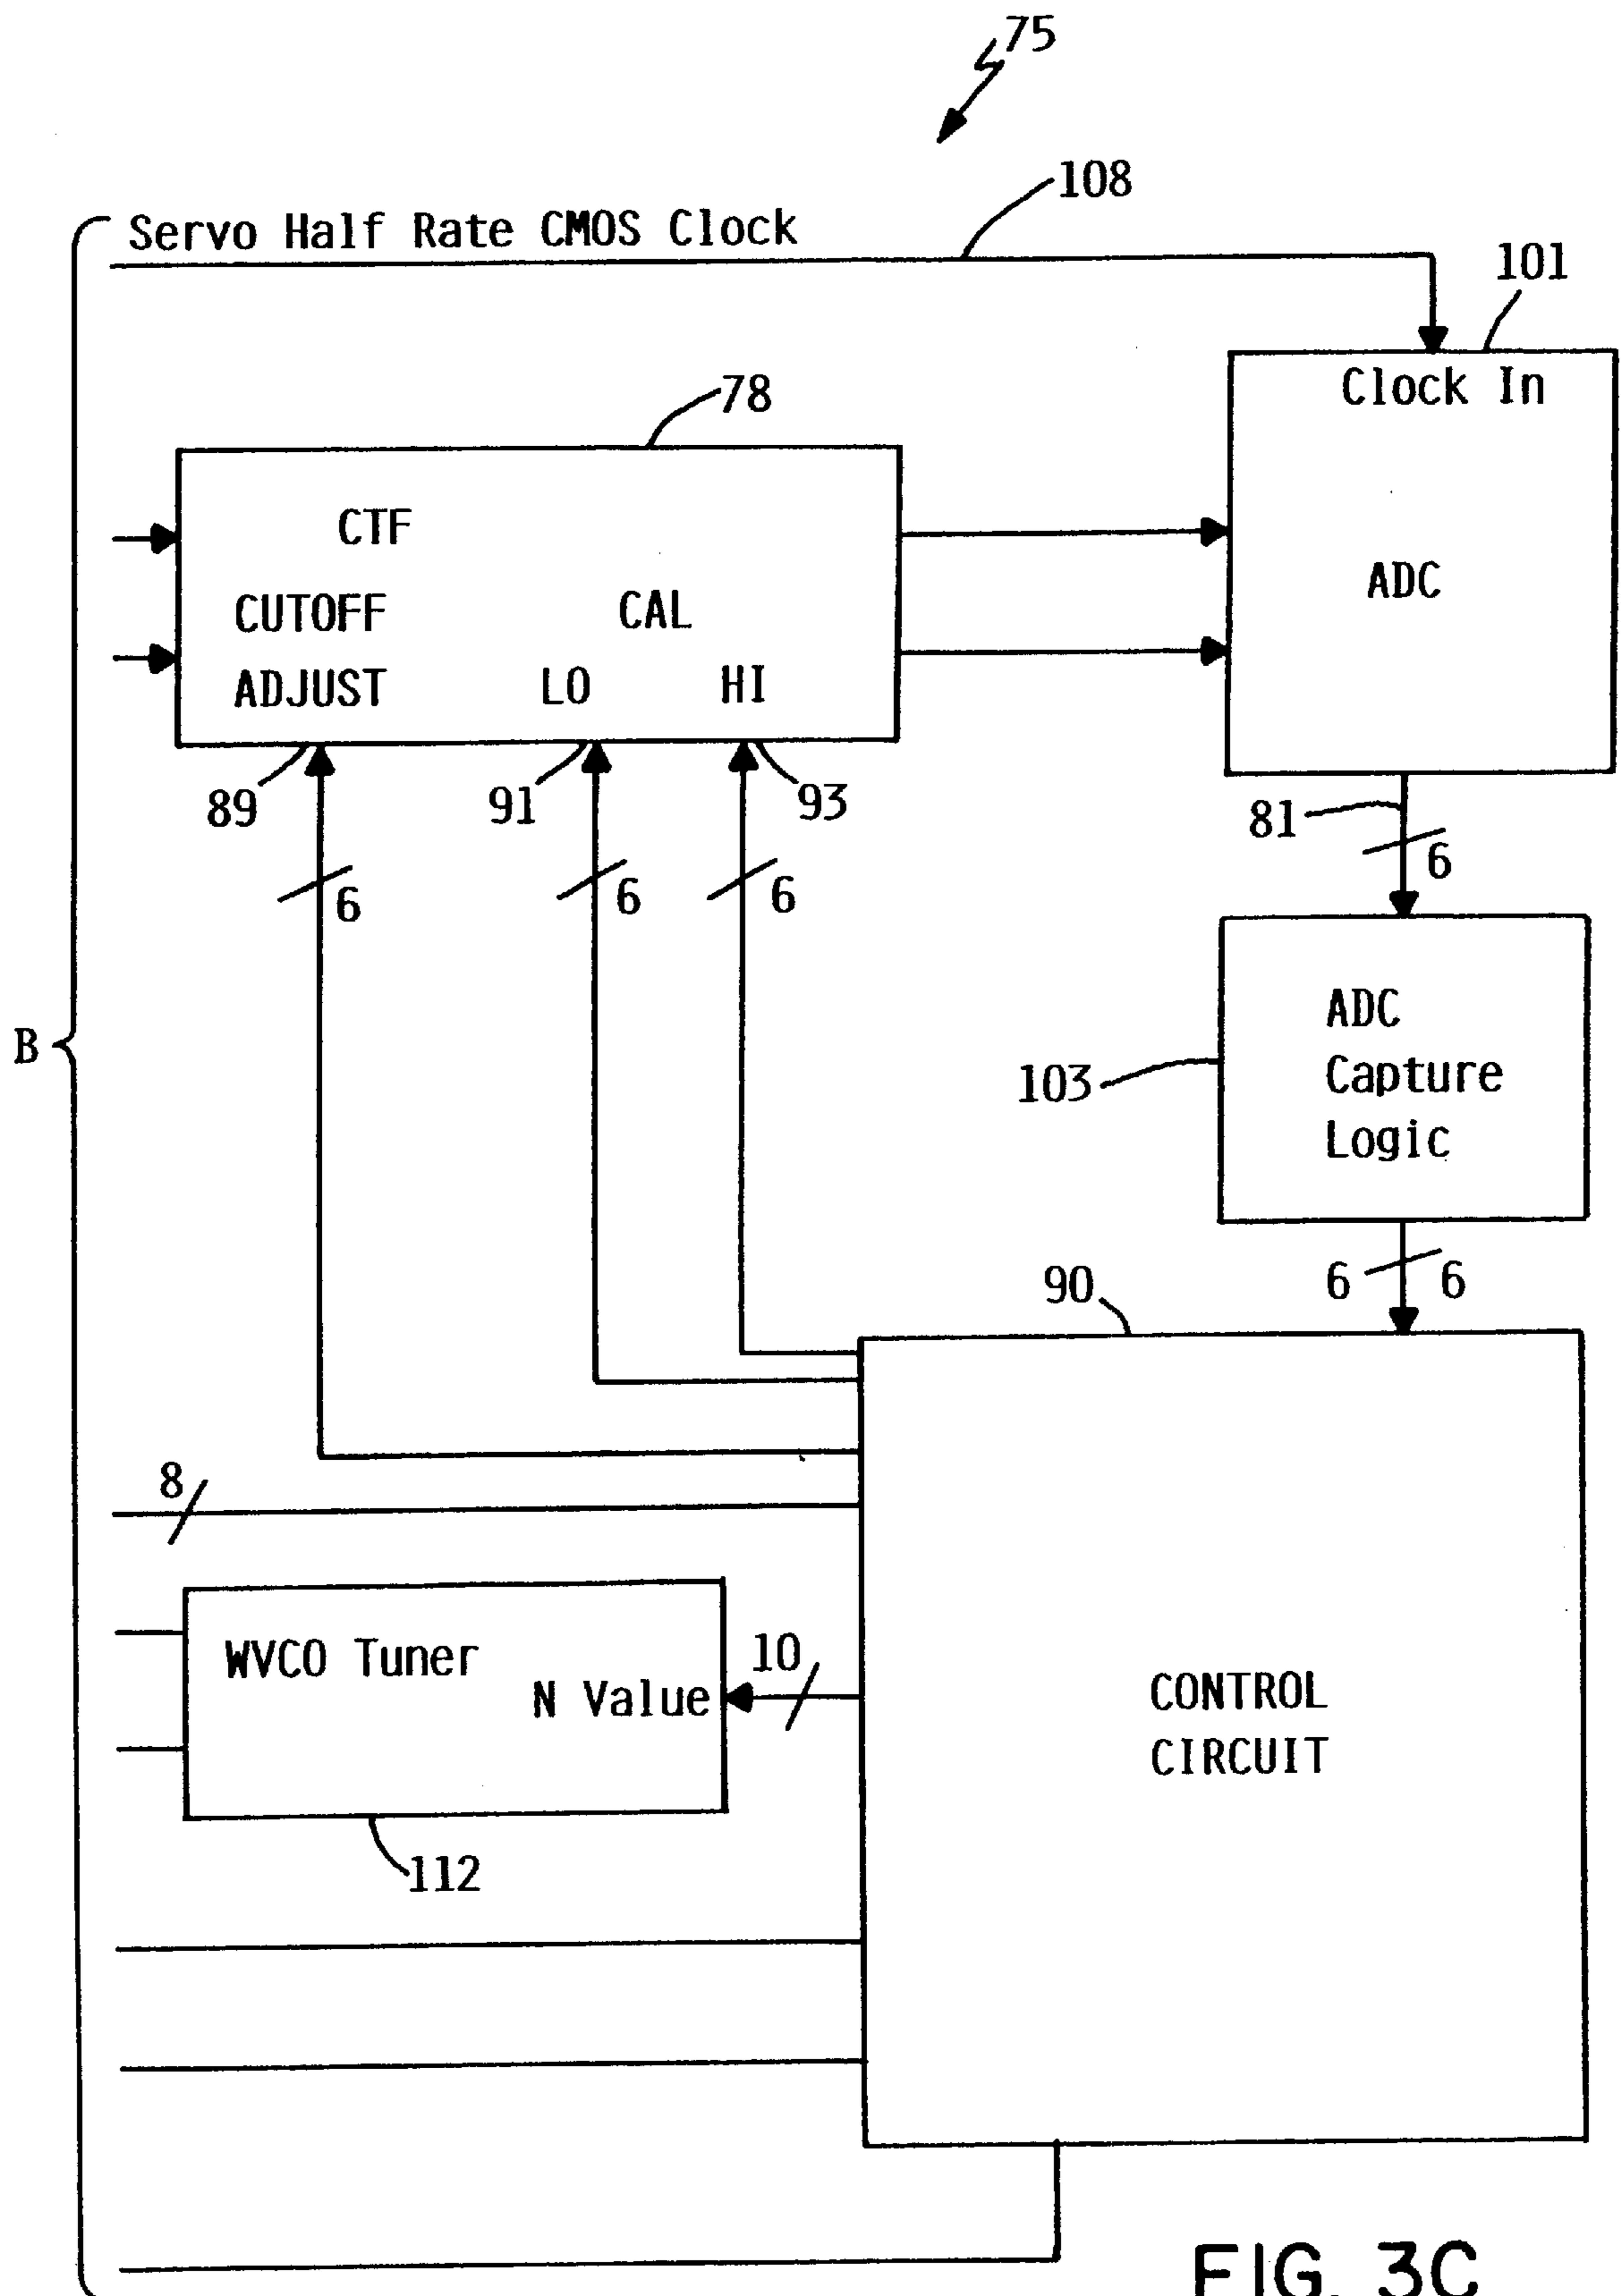 75
108
Servo Half Rate CMOS Clock
101
Clock In
78
CTF
CUTOFF
ADJUST
CAL
LO
HI
ADC
89
91
93
81
6
6
6
6
ADC
Capture
Logic
103
B
6
6
90
8
WVCO Tuner
N Value
10
CONTROL
CIRCUIT
112
FIG. 3C